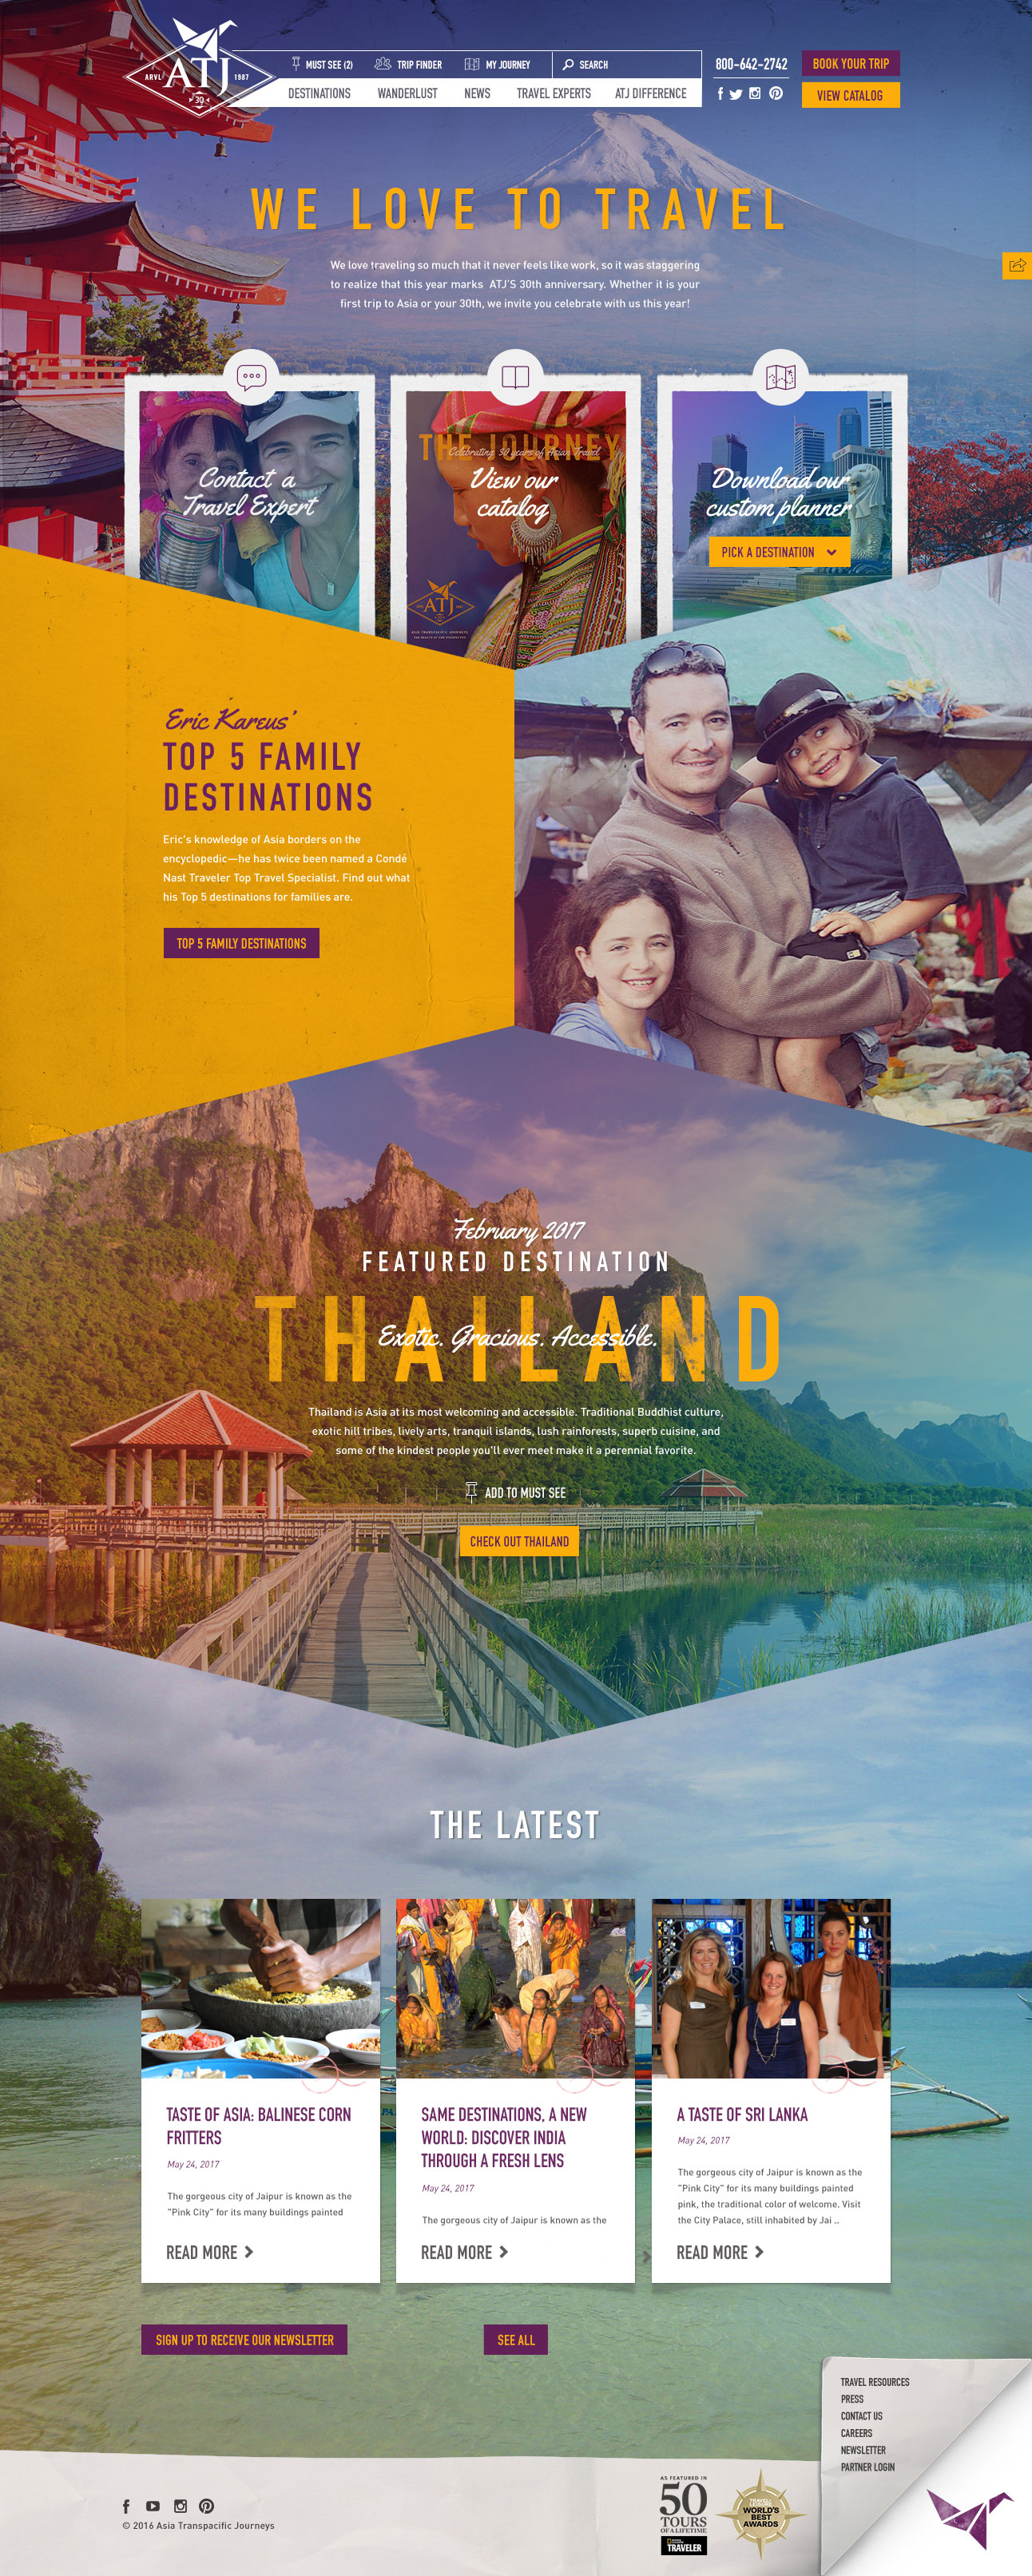 ARVL ATJ 1987
30
MUST SEE (2) TRIP FINDER MY JOURNEY SEARCH
DESTINATIONS WANDERLUST NEWS TRAVEL EXPERTS ATJ DIFFERENCE
800-642-2742
BOOK YOUR TRIP
VIEW CATALOG
WE LOVE TO TRAVEL
We love traveling so much that it never feels like work, so it was staggering
to realize that this year marks ATJ'S 30th anniversary. Whether it is your
first trip to Asia or your 30th, we invite you celebrate with us this year!
Contact a
Travel Expert
THE JOURNEY
Celebrating 30 years of Asian Travel
View our
catalog
ATJ
ASIA TRANSPACIFIC JOURNEYS
Download our
custom planner
PICK A DESTINATION
Eric Kareus'
TOP 5 FAMILY
DESTINATIONS
Eric's knowledge of Asia borders on the
encyclopedic—he has twice been named a Condé
Nast Traveler Top Travel Specialist. Find out what
his Top 5 destinations for families are.
TOP 5 FAMILY DESTINATIONS
February 2017
FEATURED DESTINATION
THAILAND
Exotic. Gracious. Accessible.
Thailand is Asia at its most welcoming and accessible. Traditional Buddhist culture,
exotic hill tribes, lively arts, tranquil islands, lush rainforests, superb cuisine, and
some of the kindest people you'll ever meet make it a perennial favorite.
ADD TO MUST SEE
CHECK OUT THAILAND
THE LATEST
TASTE OF ASIA: BALINESE CORN
FRITTERS
May 24, 2017
The gorgeous city of Jaipur is known as the
"Pink City" for its many buildings painted
READ MORE
SAME DESTINATIONS, A NEW
WORLD: DISCOVER INDIA
THROUGH A FRESH LENS
May 24, 2017
The gorgeous city of Jaipur is known as the
READ MORE
A TASTE OF SRI LANKA
May 24, 2017
The gorgeous city of Jaipur is known as the
"Pink City" for its many buildings painted
pink, the traditional color of welcome. Visit
the City Palace, still inhabited by Jai ..
READ MORE
SIGN UP TO RECEIVE OUR NEWSLETTER
SEE ALL
TRAVEL RESOURCES
PRESS
CONTACT US
CAREERS
NEWSLETTER
PARTNER LOGIN
© 2016 Asia Transpacific Journeys
AS FEATURED IN
50
TOURS
OF A LIFETIME
TRAVELER
TRAVEL+
LEISURE
WORLD'S
BEST
AWARDS